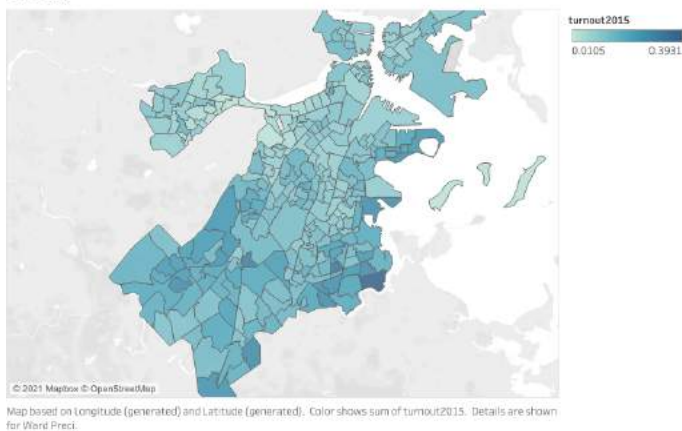 turnout2015
0.0105 0.3931
© 2021 Mapbox © OpenStreetMap
Map based on Longitude (generated) and Latitude (generated). Color shows sum of turnout2015. Details are shown
for Ward Preci.